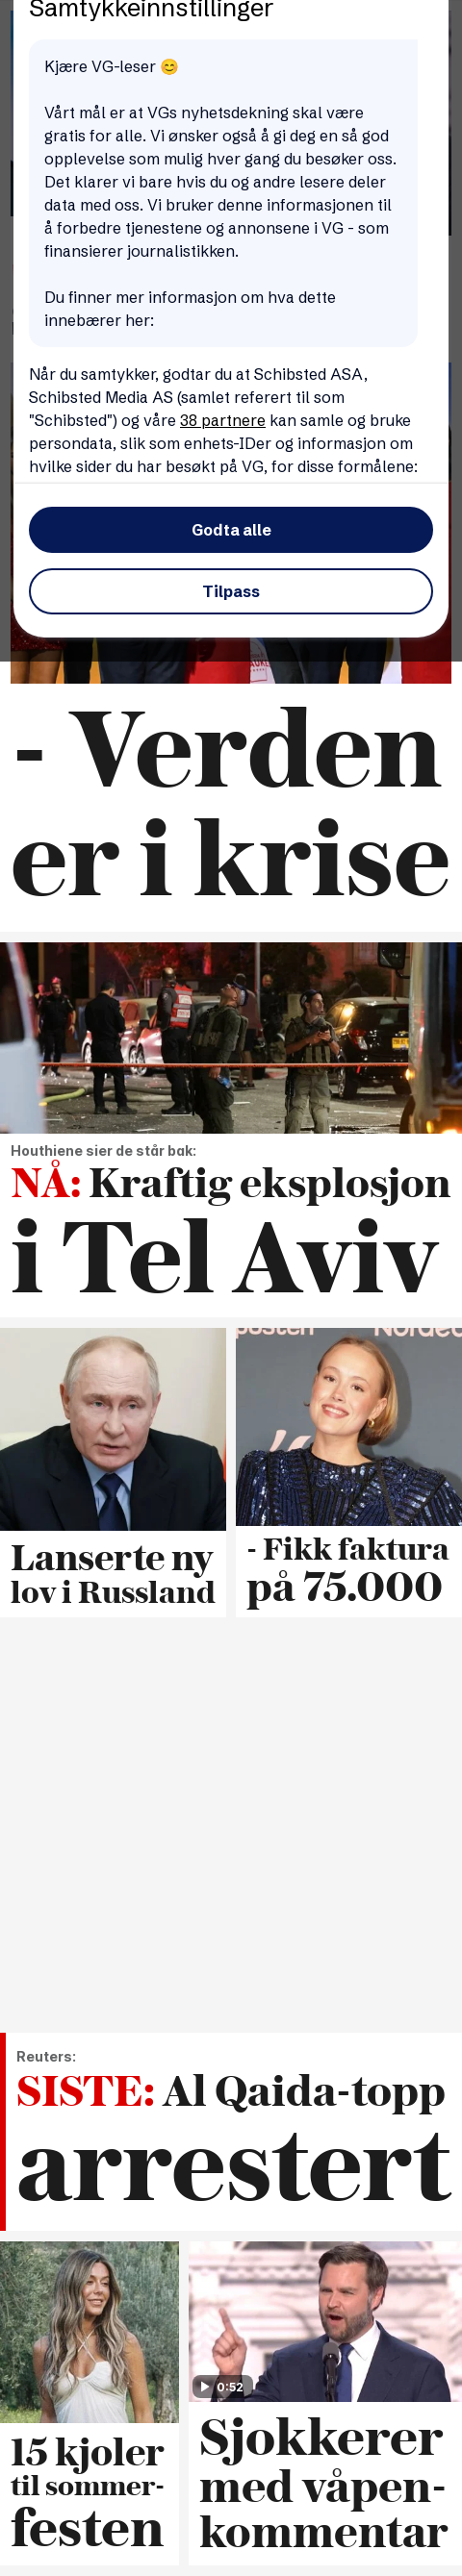 Samtykkeinnstillinger
Kjære VG-leser 😊
Vårt mål er at VGs nyhetsdekning skal være
gratis for alle. Vi ønsker også å gi deg en så god
opplevelse som mulig hver gang du besøker oss.
Det klarer vi bare hvis du og andre lesere deler
data med oss. Vi bruker denne informasjonen til
å forbedre tjenestene og annonsene i VG - som
finansierer journalistikken.
Du finner mer informasjon om hva dette
innebærer her:
Når du samtykker, godtar du at Schibsted ASA,
Schibsted Media AS (samlet referert til som
"Schibsted") og våre 38 partnere kan samle og bruke
persondata, slik som enhets-IDer og informasjon om
hvilke sider du har besøkt på VG, for disse formålene:
Godta alle
Tilpass
- Verden
er i krise
Houthiene sier de står bak:
NÅ: Kraftig eksplosjon
i Tel Aviv
Lanserte ny
lov i Russland
posten
- Fikk faktura
på 75.000
Reuters:
SISTE: Al Qaida-topp
arrestert
15 kjoler
til sommer-
festen
0:52
Sjokkerer
med våpen-
kommentar